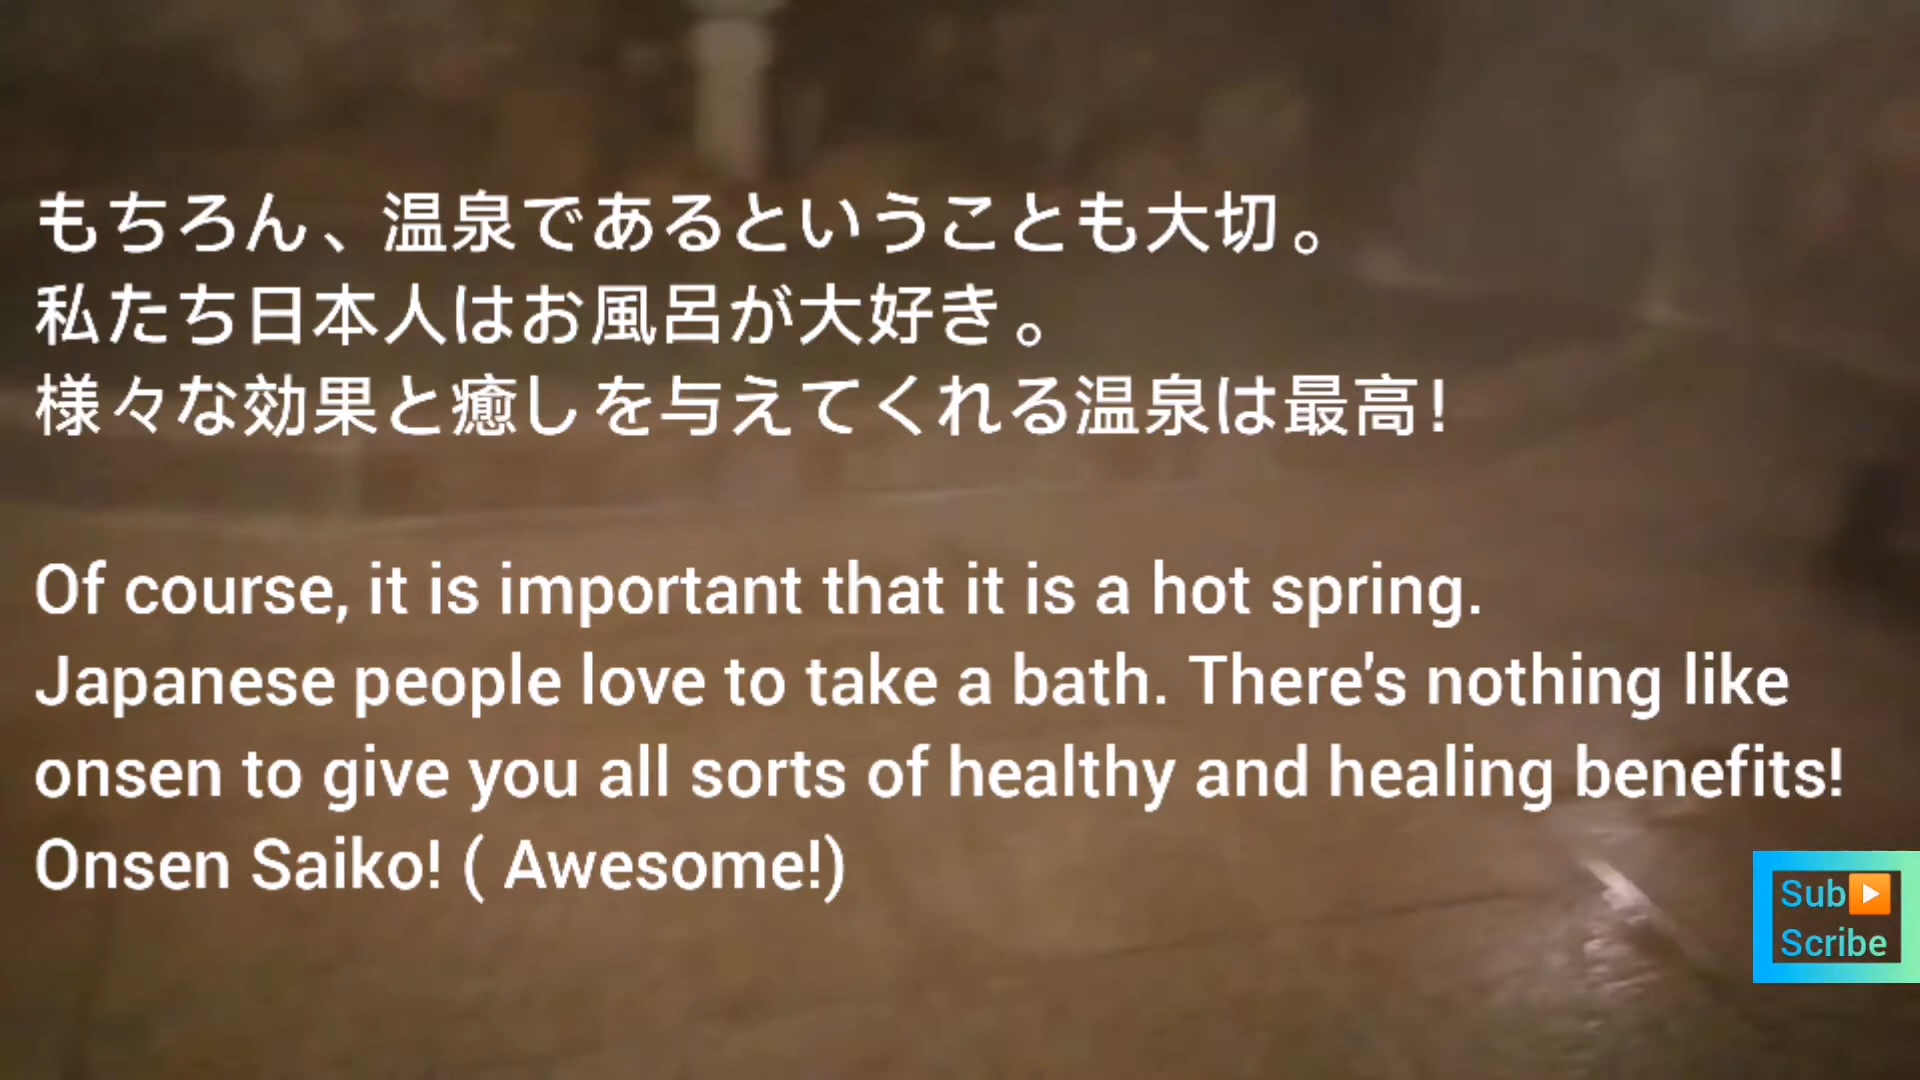 もちろん、温泉であるということも大切。
私たち日本人はお風呂が大好き。
様々な効果と癒しを与えてくれる温泉は最高!
Of course, it is important that it is a hot spring.
Japanese people love to take a bath. There's nothing like
onsen to give you all sorts of healthy and healing benefits!
Onsen Saiko! ( Awesome!)
Sub
Scribe